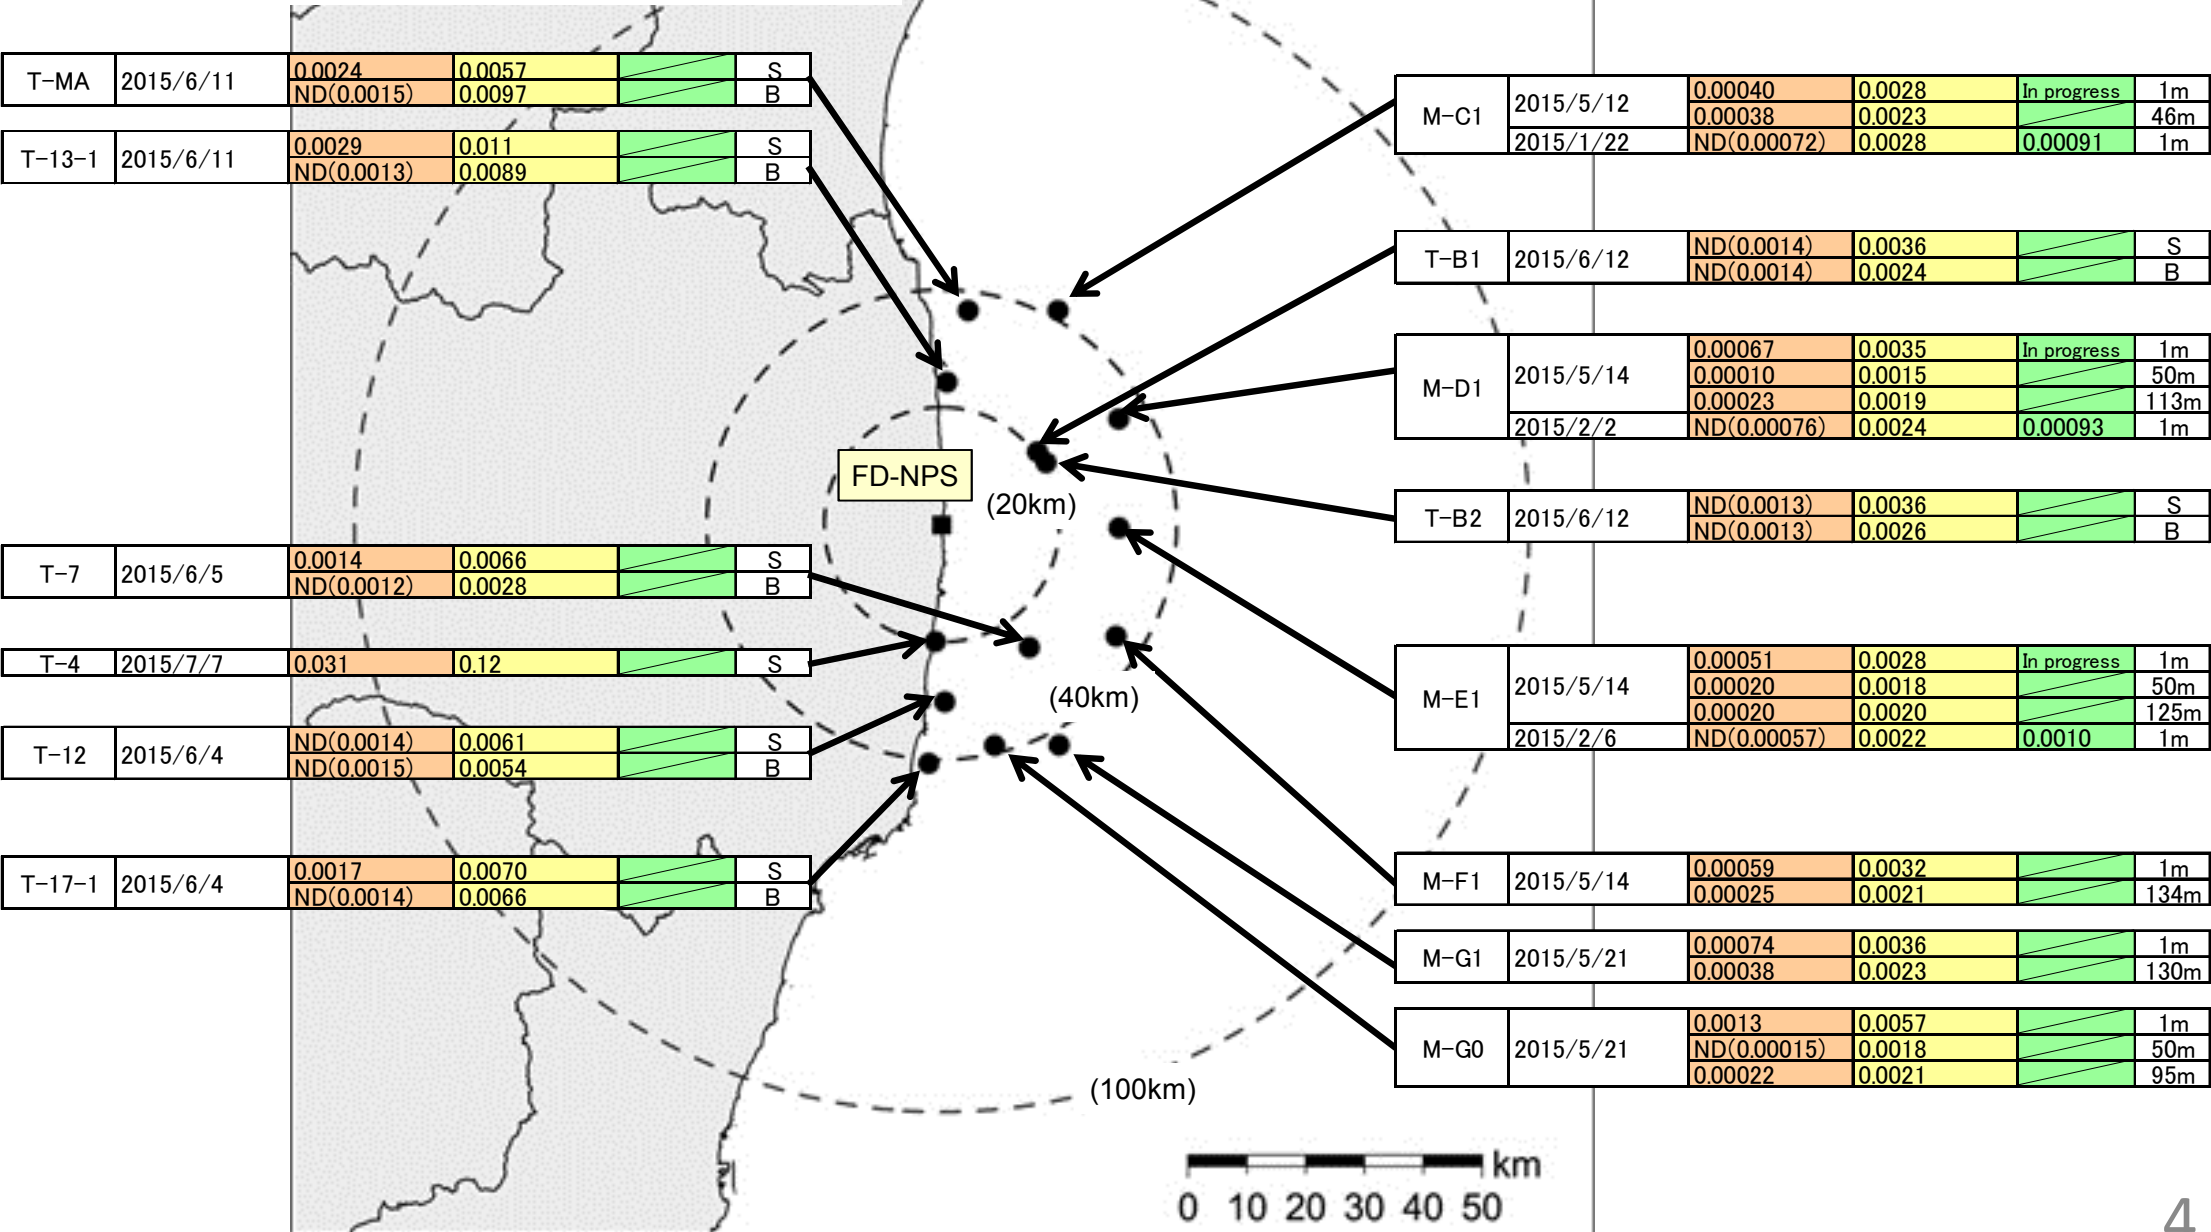 T-MA 2015/6/11 0.0024 0.0057 S
ND(0.0015) 0.0097 B
T-13-1 2015/6/11 0.0029 0.011 S
ND(0.0013) 0.0089 B
T-7 2015/6/5 0.0014 0.0066 S
ND(0.0012) 0.0028 B
T-4 2015/7/7 0.031 0.12 S
T-12 2015/6/4 ND(0.0014) 0.0061 S
ND(0.0015) 0.0054 B
T-17-1 2015/6/4 0.0017 0.0070 S
ND(0.0014) 0.0066 B
FD-NPS
(20km)
(40km)
(100km)
M-C1 2015/5/12 0.00040 0.0028 In progress 1m
0.00038 0.0023 46m
2015/1/22 ND(0.00072) 0.0028 0.00091 1m
T-B1 2015/6/12 ND(0.0014) 0.0036 S
ND(0.0014) 0.0024 B
M-D1 2015/5/14 0.00067 0.0035 In progress 1m
0.00010 0.0015 50m
0.00023 0.0019 113m
2015/2/2 ND(0.00076) 0.0024 0.00093 1m
T-B2 2015/6/12 ND(0.0013) 0.0036 S
ND(0.0013) 0.0026 B
M-E1 2015/5/14 0.00051 0.0028 In progress 1m
0.00020 0.0018 50m
0.00020 0.0020 125m
2015/2/6 ND(0.00057) 0.0022 0.0010 1m
M-F1 2015/5/14 0.00059 0.0032 1m
0.00025 0.0021 134m
M-G1 2015/5/21 0.00074 0.0036 1m
0.00038 0.0023 130m
M-G0 2015/5/21 0.0013 0.0057 1m
ND(0.00015) 0.0018 50m
0.00022 0.0021 95m
km
0 10 20 30 40 50
4